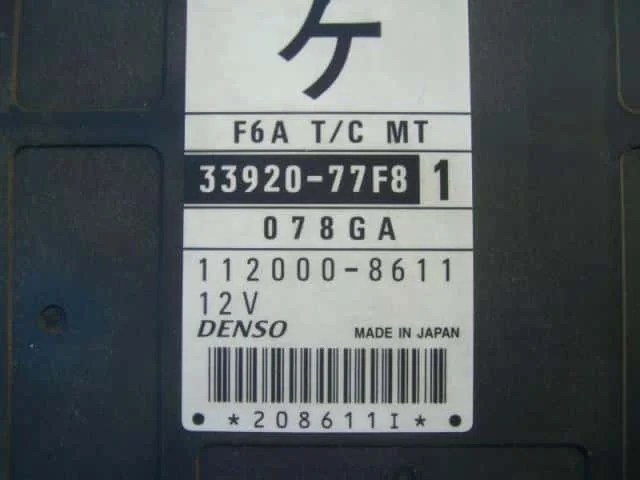 ケ
F6A T/C MT
33920-77F8 1
078GA
112000-8611
12V
DENSO MADE IN JAPAN
*208611I*